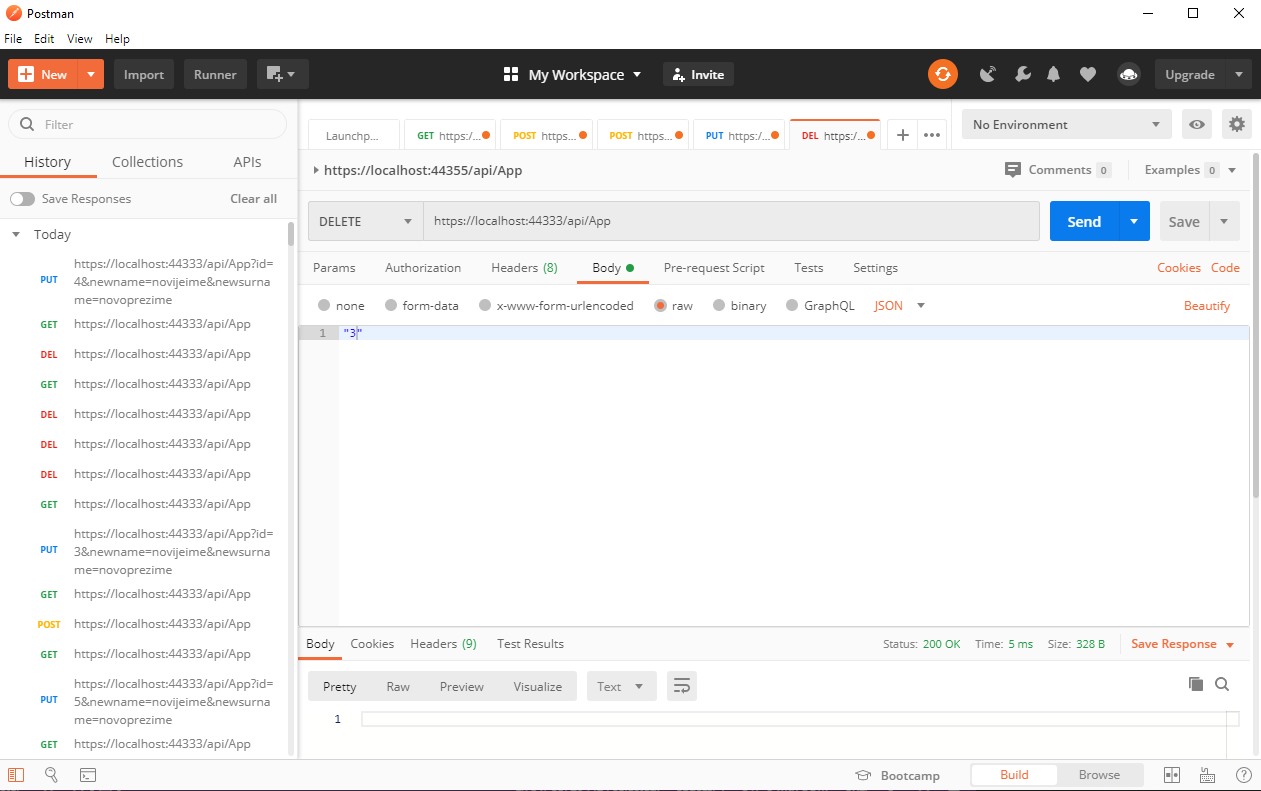 Postman
File Edit View Help
New Import Runner My Workspace Invite Upgrade
Filter
History Collections APIs
Save Responses Clear all
Today
PUT https://localhost:44333/api/App?id=
4&newname=novijeime&newsurna
me=novoprezime
GET https://localhost:44333/api/App
DEL https://localhost:44333/api/App
GET https://localhost:44333/api/App
DEL https://localhost:44333/api/App
DEL https://localhost:44333/api/App
DEL https://localhost:44333/api/App
GET https://localhost:44333/api/App
PUT https://localhost:44333/api/App?id=
3&newname=novijeime&newsurna
me=novoprezime
GET https://localhost:44333/api/App
POST https://localhost:44333/api/App
GET https://localhost:44333/api/App
PUT https://localhost:44333/api/App?id=
5&newname=novijeime&newsurna
me=novoprezime
GET https://localhost:44333/api/App
Launchp... GET https:/... POST https... POST https... PUT https:/... DEL https:/... + ••• No Environment
https://localhost:44355/api/App Comments 0 Examples 0
DELETE https://localhost:44333/api/App Send Save
Params Authorization Headers (8) Body Pre-request Script Tests Settings Cookies Code
none form-data x-www-form-urlencoded raw binary GraphQL JSON Beautify
1 "3"
Body Cookies Headers (9) Test Results Status: 200 OK Time: 5 ms Size: 328 B Save Response
Pretty Raw Preview Visualize Text
1
Bootcamp Build Browse